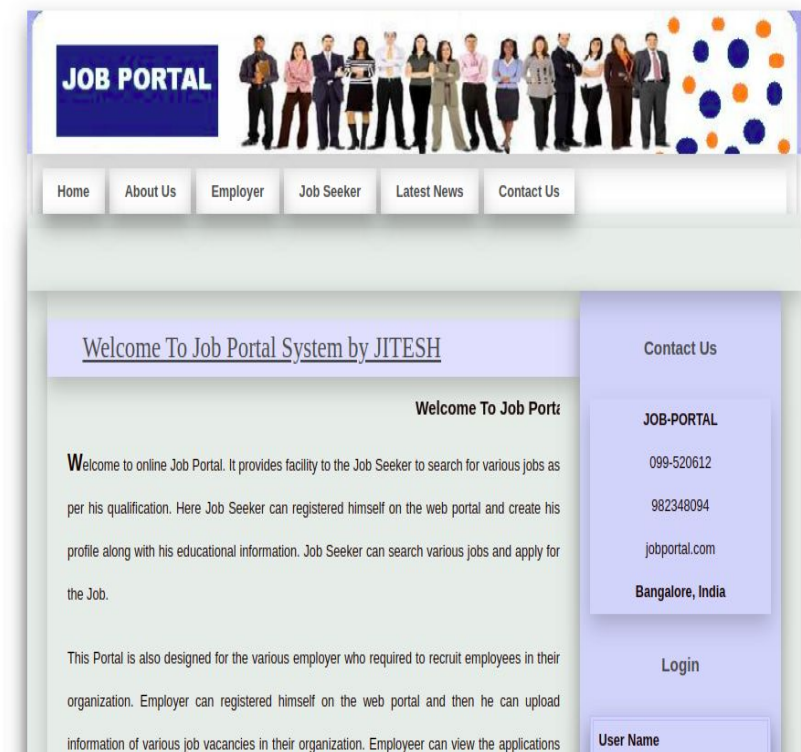 JOB PORTAL
Home About Us Employer Job Seeker Latest News Contact Us
Welcome To Job Portal System by JITESH
Welcome To Job Porta
Welcome to online Job Portal. It provides facility to the Job Seeker to search for various jobs as
per his qualification. Here Job Seeker can registered himself on the web portal and create his
profile along with his educational information. Job Seeker can search various jobs and apply for
the Job.
This Portal is also designed for the various employer who required to recruit employees in their
organization. Employer can registered himself on the web portal and then he can upload
information of various job vacancies in their organization. Employeer can view the applications
Contact Us
JOB-PORTAL
099-520612
982348094
jobportal.com
Bangalore, India
Login
User Name